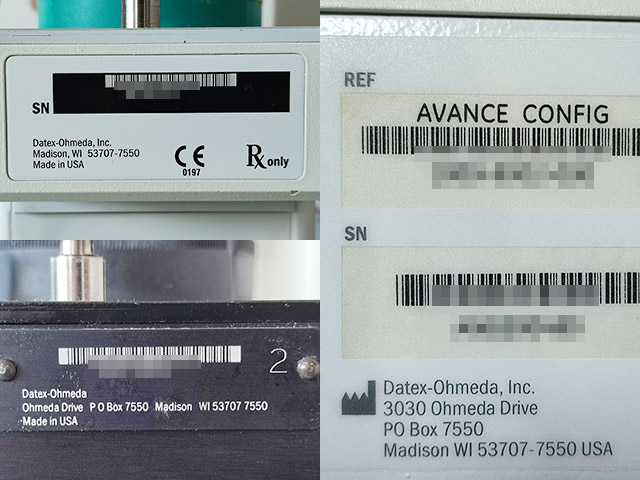 SN
Datex-Ohmeda, Inc.
Madison, WI 53707-7550
Made in USA
CE
0197
Rx only
2
Datex-Ohmeda
Ohmeda Drive P O Box 7550 Madison WI 53707 7550
Made in USA
REF
AVANCE CONFIG
SN
Datex-Ohmeda, Inc.
3030 Ohmeda Drive
PO Box 7550
Madison WI 53707-7550 USA